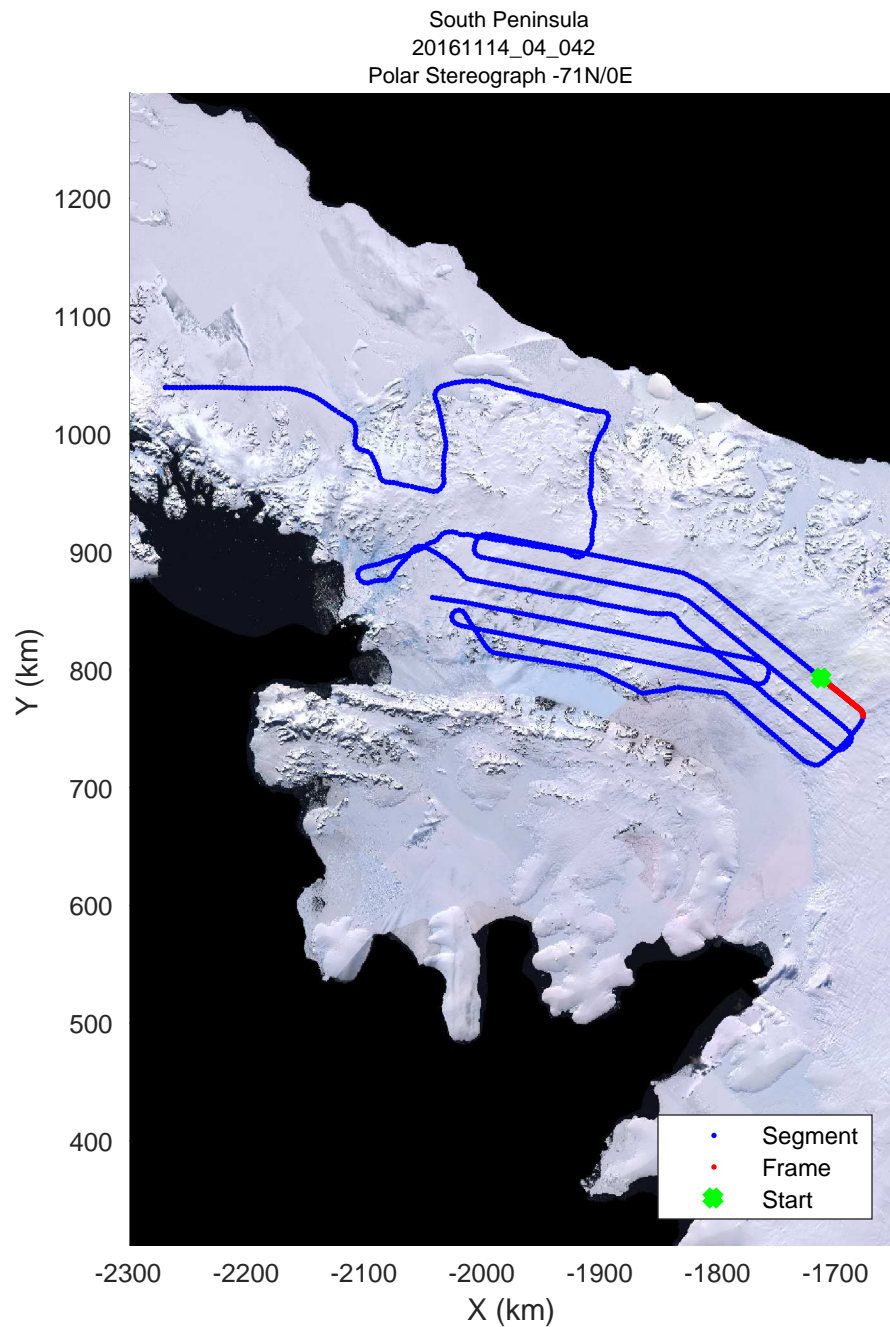 South Peninsula
20161114_04_042
Polar Stereograph -71N/0E
1200
1100
1000
900
800
700
600
500
400
Y (km)
Segment
Frame
Start
-2300 -2200 -2100 -2000 -1900 -1800 -1700
X (km)